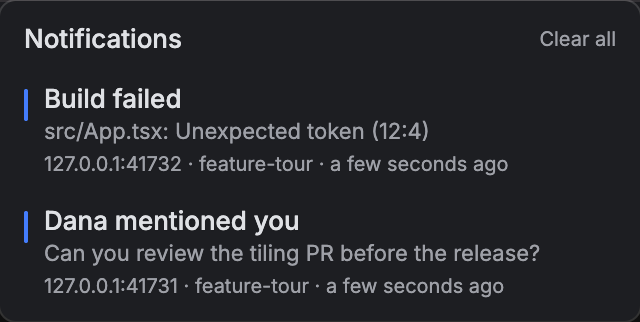 Notifications
Clear all
Build failed
src/App.tsx: Unexpected token (12:4)
127.0.0.1:41732 · feature-tour · a few seconds ago
Dana mentioned you
Can you review the tiling PR before the release?
127.0.0.1:41731 · feature-tour · a few seconds ago